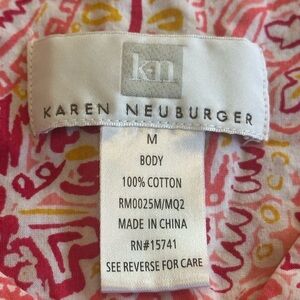 kn
KAREN NEUBURGER
M
BODY
100% COTTON
RM0025M/MQ2
MADE IN CHINA
RN#15741
SEE REVERSE FOR CARE